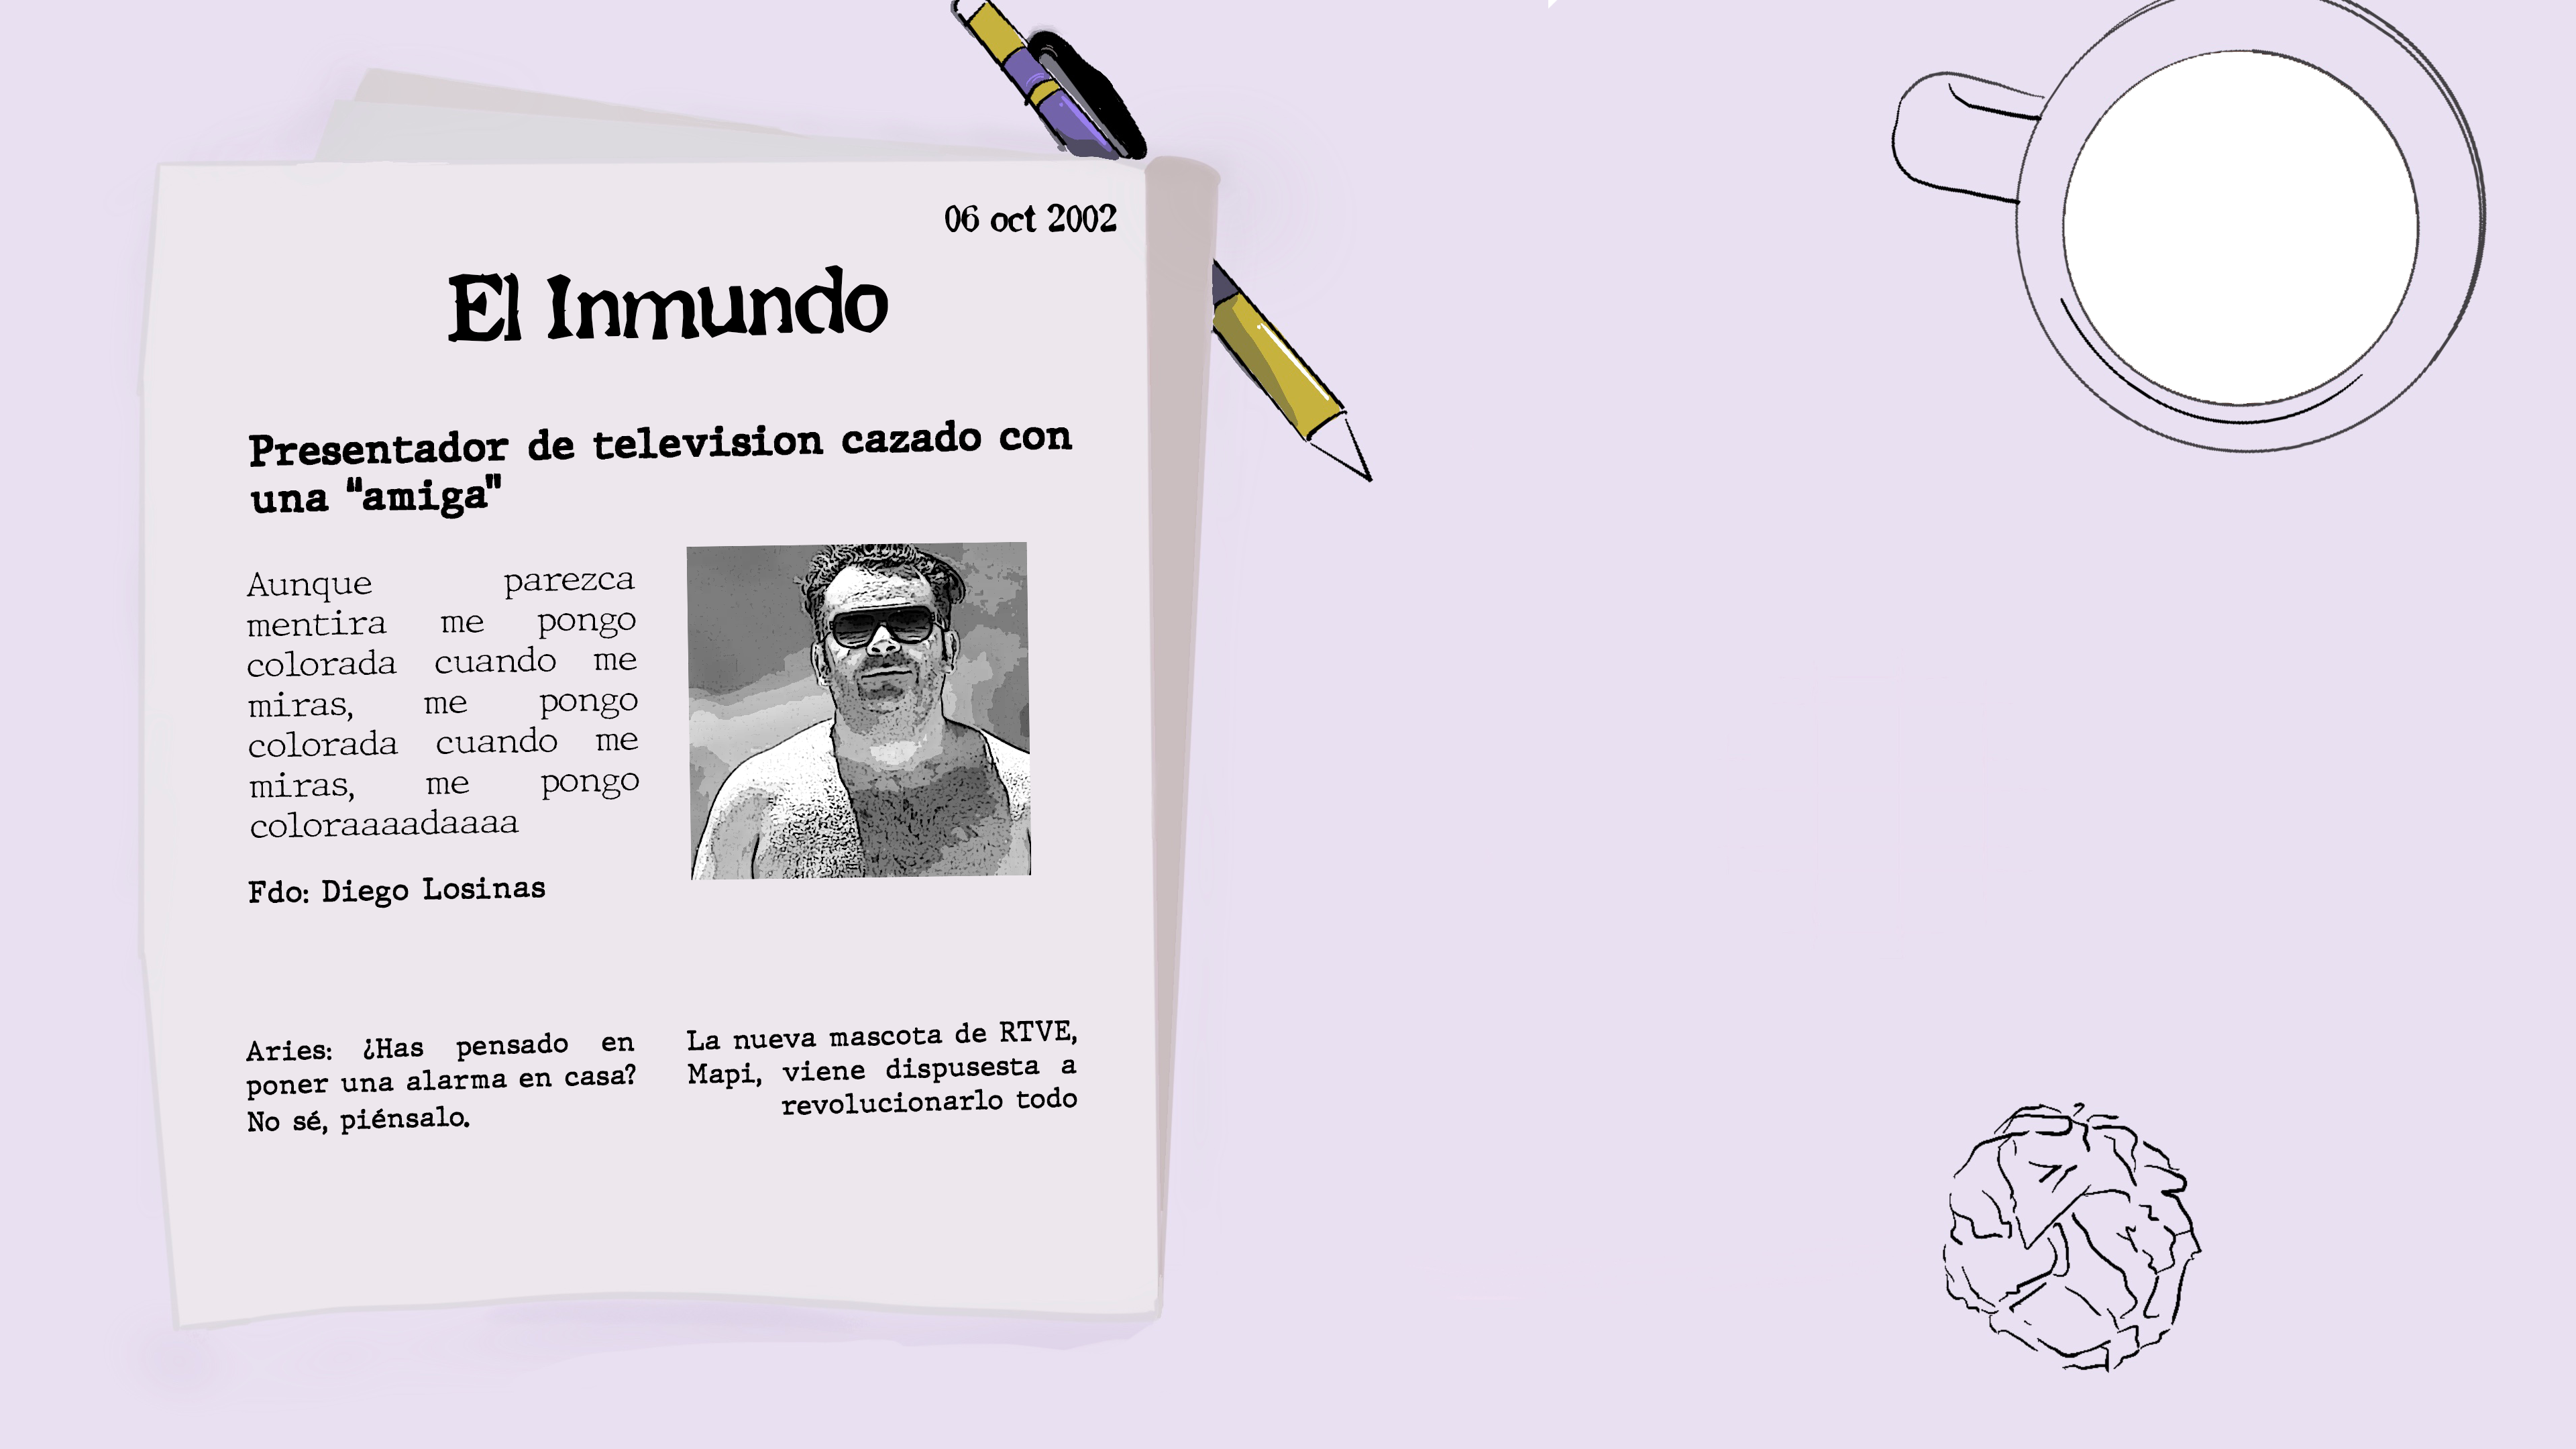 06 oct 2002
El Inmundo
Presentador de television cazado con
una "amiga"
Aunque parezca
mentira me pongo
colorada cuando me
miras, me pongo
colorada cuando me
miras, me pongo
coloraaaadaaaa
Fdo: Diego Losinas
Aries: ¿Has pensado en
poner una alarma en casa?
No sé, piénsalo.
La nueva mascota de RTVE,
Mapi, viene dispusesta a
revolucionarlo todo